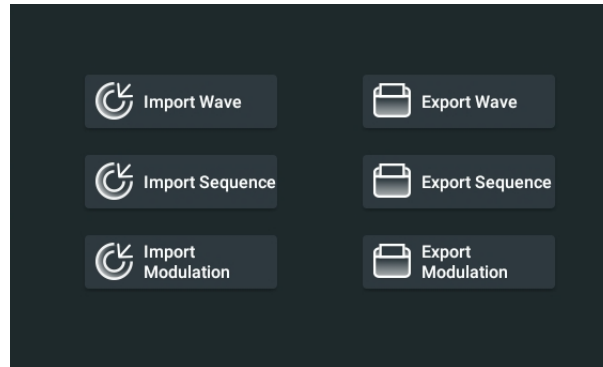 Import Wave
Export Wave
Import Sequence
Export Sequence
Import
Modulation
Export
Modulation